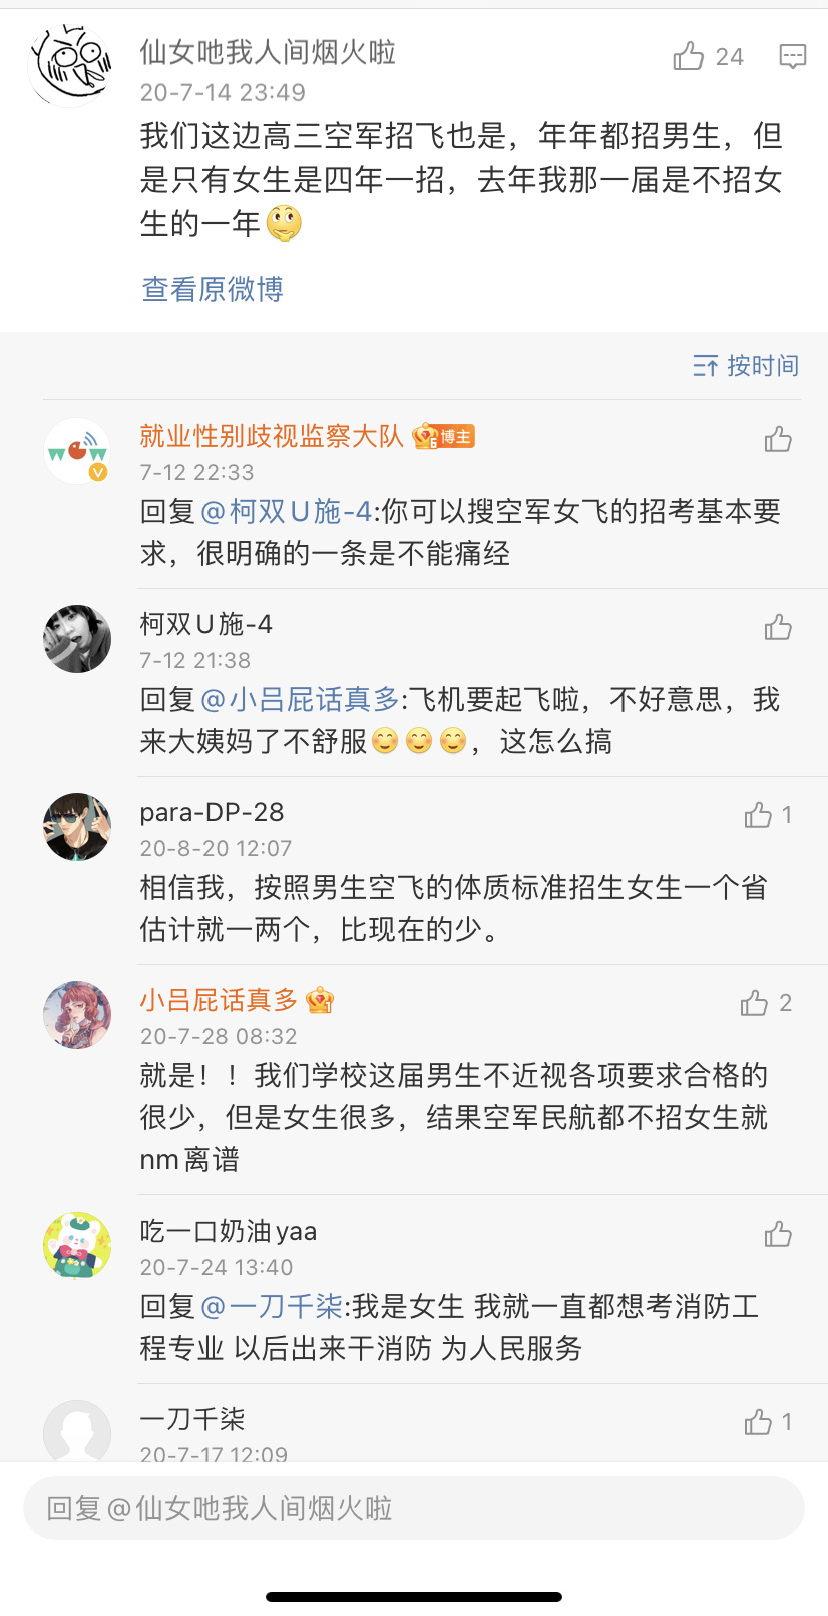 仙女吔我人间烟火啦
24
20-7-14 23:49
我们这边高三空军招飞也是，年年都招男生，但
是只有女生是四年一招，去年我那一届是不招女
生的一年
查看原微博
按时间
就业性别歧视监察大队 6 博主
7-12 22:33
回复@柯双U施-4:你可以搜空军女飞的招考基本要
求，很明确的一条是不能痛经
柯双U施-4
7-12 21:38
回复@小吕屁话真多:飞机要起飞啦，不好意思，我
来大姨妈了不舒服，这怎么搞
para-DP-28
1
20-8-20 12:07
相信我，按照男生空飞的体质标准招生女生一个省
估计就一两个，比现在的少。
小吕屁话真多 1
2
20-7-28 08:32
就是！！我们学校这届男生不近视各项要求合格的
很少，但是女生很多，结果空军民航都不招女生就
nm离谱
吃一口奶油yaa
20-7-24 13:40
回复@一刀千柒:我是女生 我就一直都想考消防工
程专业 以后出来干消防 为人民服务
一刀千柒
1
20-7-17 12:09
回复@仙女吔我人间烟火啦